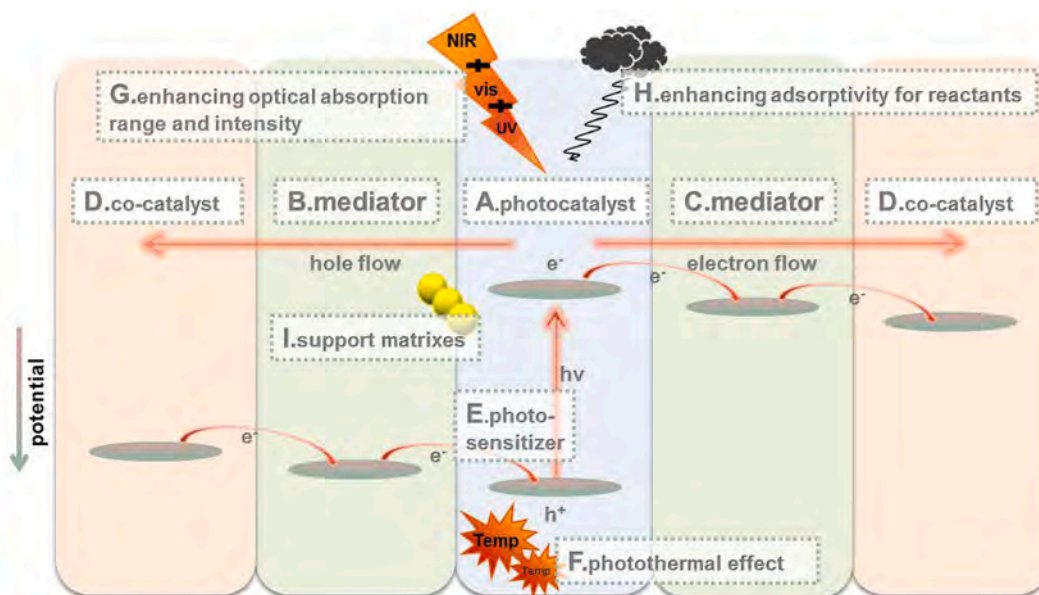 NIR
vis
UV
G.enhancing optical absorption
range and intensity
H.enhancing adsorptivity for reactants
D.co-catalyst
B.mediator
A.photocatalyst
C.mediator
D.co-catalyst
hole flow
e-
e-
electron flow
e-
I.support matrixes
hv
potential
E.photo-
sensitizer
e-
e-
h+
Temp
Temp
F.photothermal effect